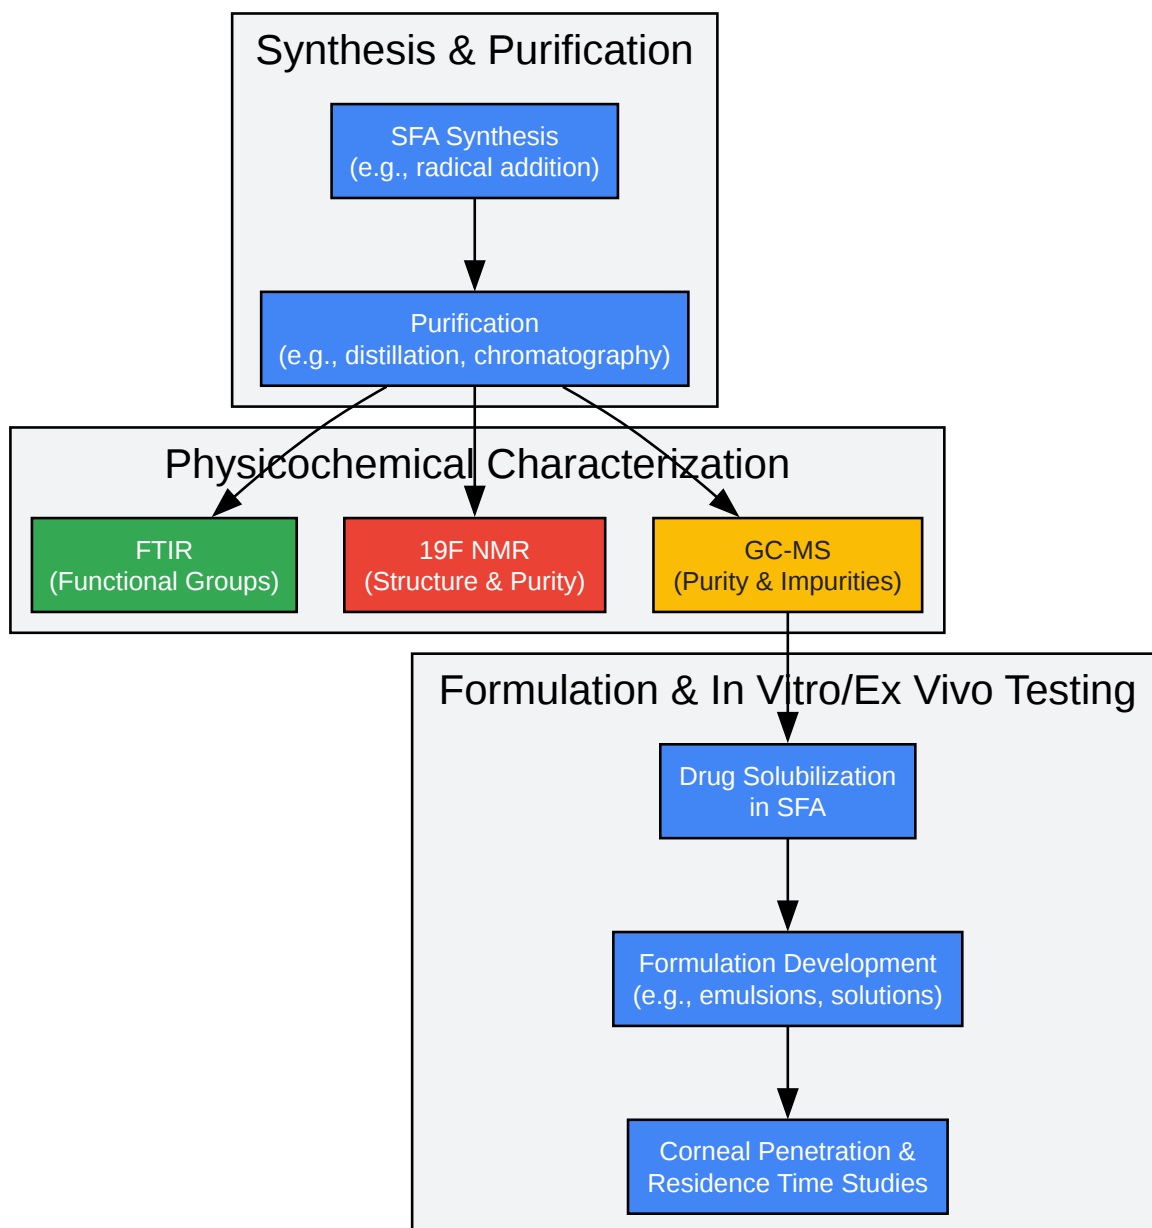 Synthesis & Purification
SFA Synthesis
(e.g., radical addition)
Purification
(e.g., distillation, chromatography)
Physicochemical Characterization
FTIR
(Functional Groups)
19F NMR
(Structure & Purity)
GC-MS
(Purity & Impurities)
Formulation & In Vitro/Ex Vivo Testing
Drug Solubilization
in SFA
Formulation Development
(e.g., emulsions, solutions)
Corneal Penetration &
Residence Time Studies